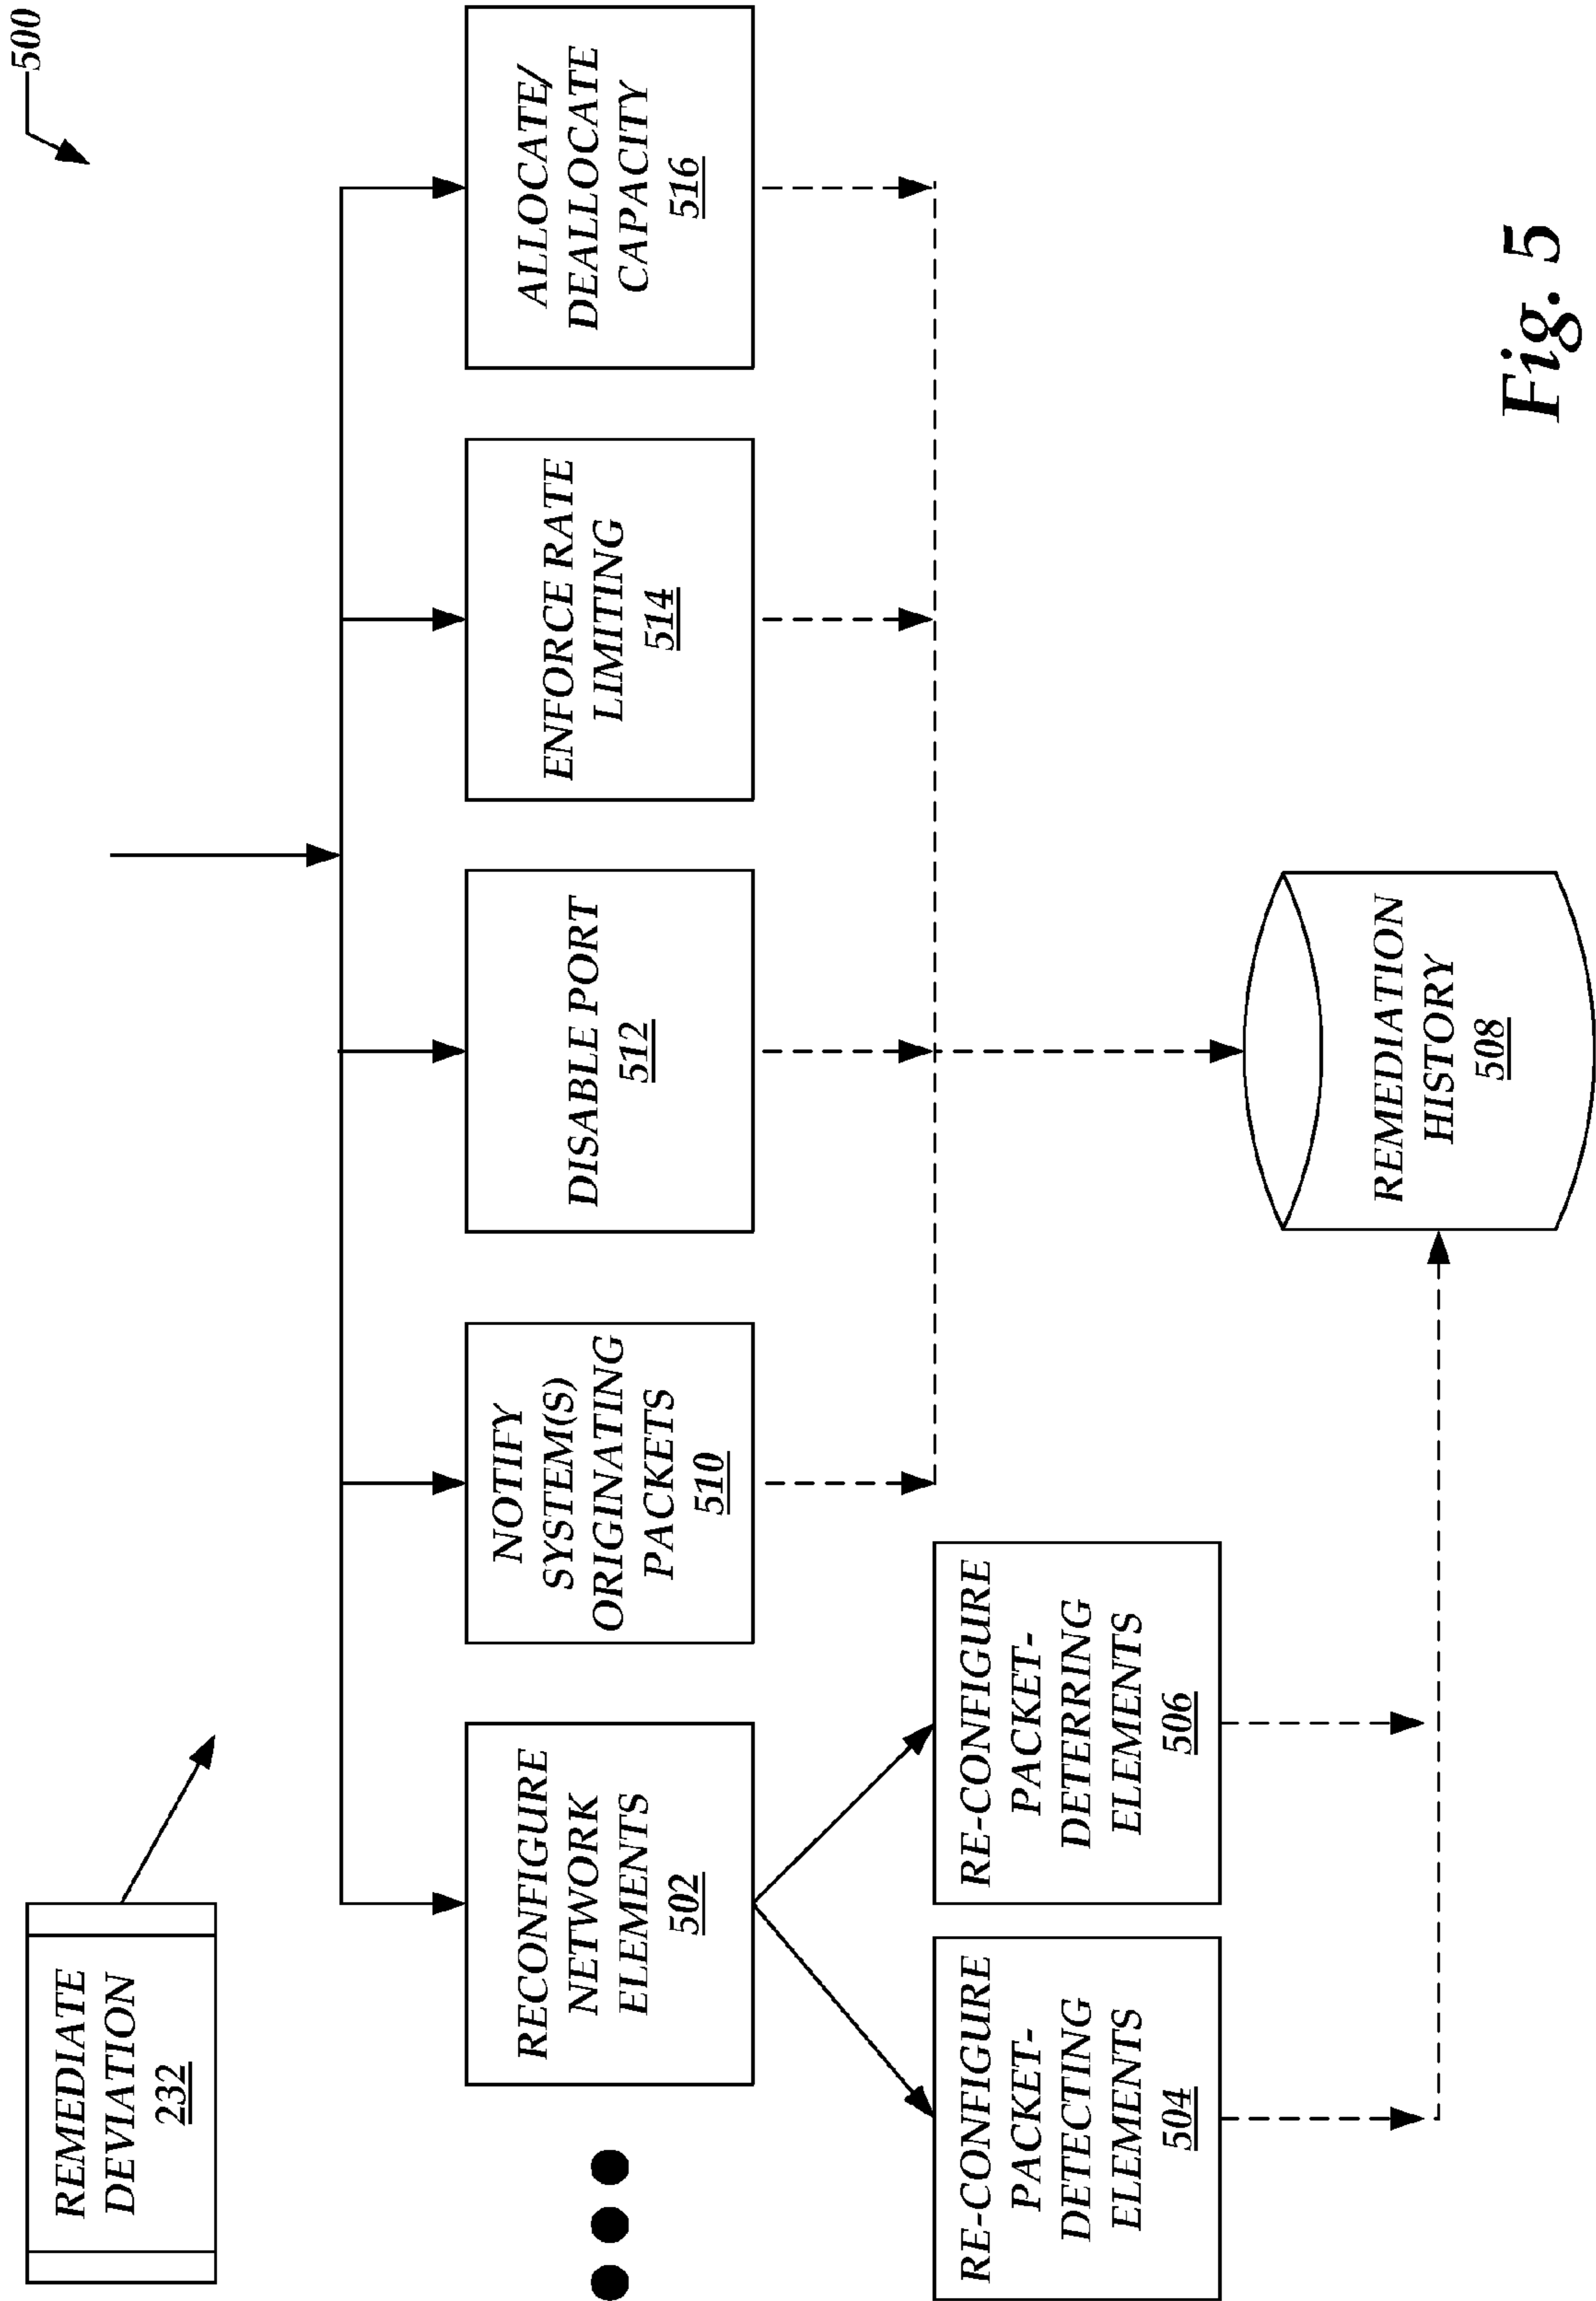 500
REMEDIATE
DEVIATION
232
RECONFIGURE
NETWORK
ELEMENTS
502
NOTIFY
SYSTEM(S)
ORIGINATING
PACKETS
510
DISABLE PORT
512
ENFORCE RATE
LIMITING
514
ALLOCATE/
DEALLOCATE
CAPACITY
516
RE-CONFIGURE
PACKET-
DETECTING
ELEMENTS
504
RE-CONFIGURE
PACKET-
DETERRING
ELEMENTS
506
REMEDIATION
HISTORY
508
Fig. 5